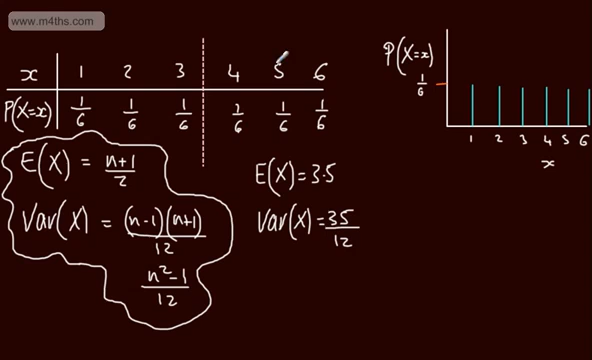 www.m4ths.com
x 1 2 3 4 5 6
P(X=x) 1/6 1/6 1/6 1/6 1/6 1/6
E(X) = n+1/2
Var(X) = (n-1)(n+1)/12
n²-1/12
E(X) = 3.5
Var(X) = 35/12
P(X=x)
1/6
1 2 3 4 5 6
x